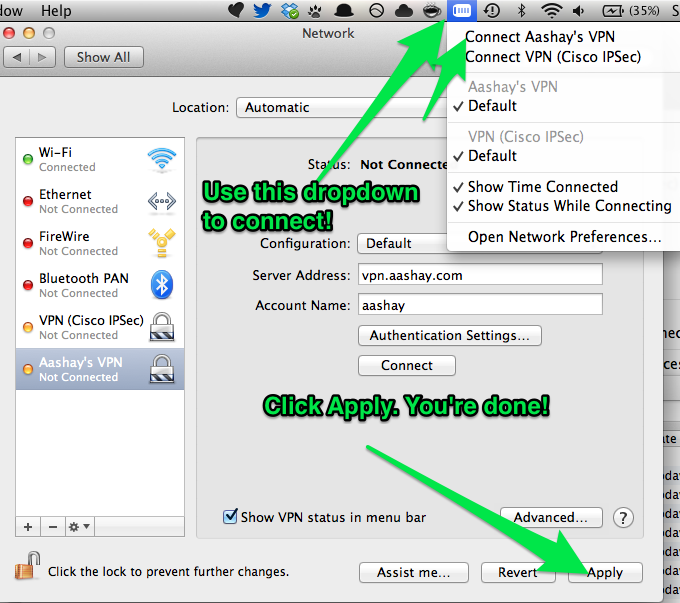 Help
(35%)
Network
Show All
Connect Aashay's VPN
Connect VPN (Cisco IPSec)
Aashay's VPN
✓ Default
VPN (Cisco IPSec)
✓ Default
✓ Show Time Connected
✓ Show Status While Connecting
Open Network Preferences...
Location: Automatic
Wi-Fi
Connected
Ethernet
Not Connected
FireWire
Not Connected
Bluetooth PAN
Not Connected
VPN (Cisco IPSec)
Not Connected
Aashay's VPN
Not Connected
Status: Not Connecte
Use this dropdown
to connect!
Configuration: Default
Server Address: vpn.aashay.com
Account Name: aashay
Authentication Settings...
Connect
Click Apply. You're done!
Show VPN status in menu bar
Advanced...
?
Click the lock to prevent further changes.
Assist me...
Revert
Apply